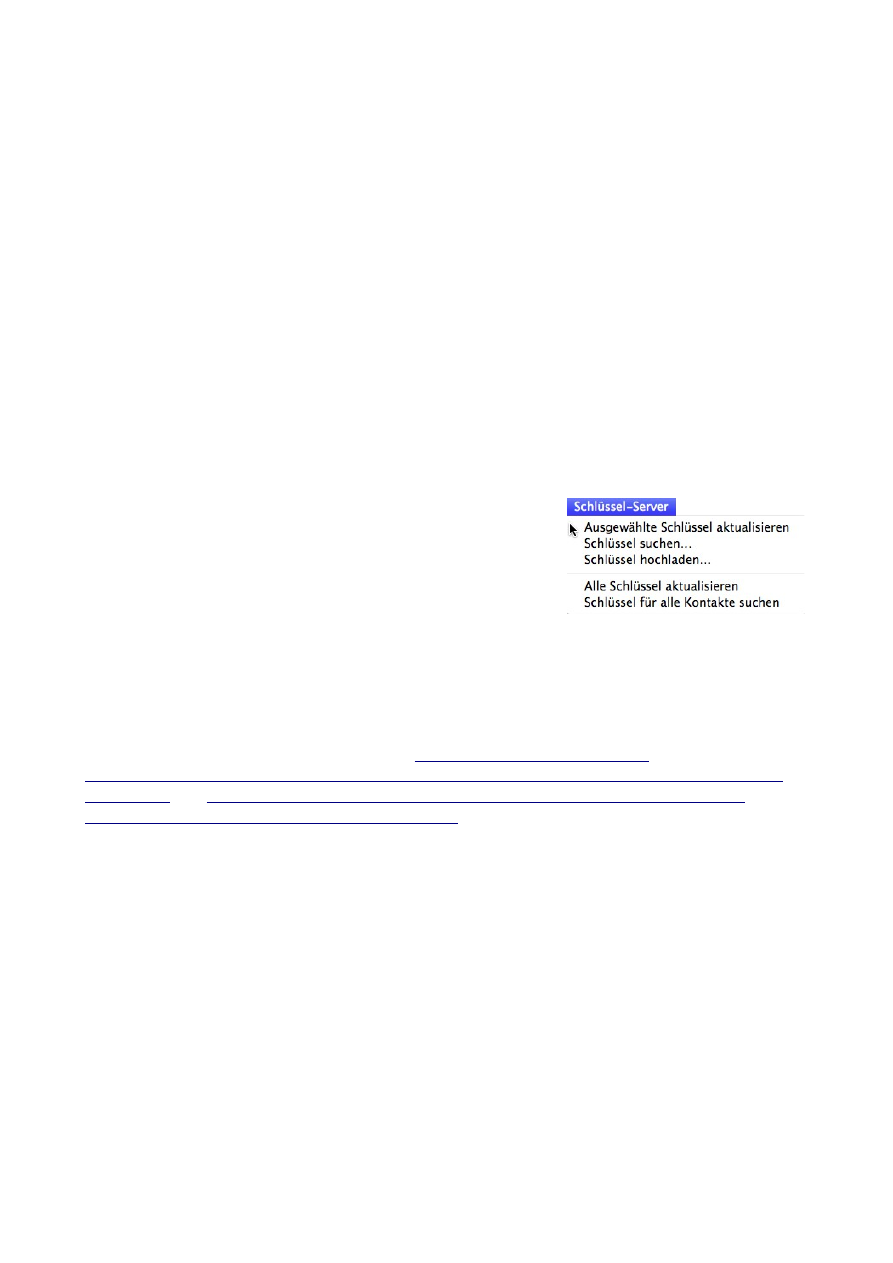 Schlüssel-Server
Ausgewählte Schlüssel aktualisieren
Schlüssel suchen...
Schlüssel hochladen...
Alle Schlüssel aktualisieren
Schlüssel für alle Kontakte suchen